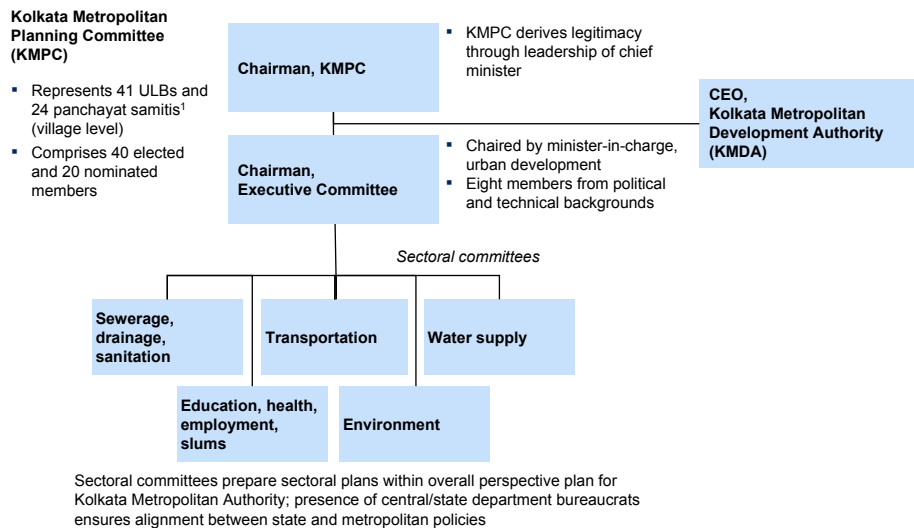 Kolkata Metropolitan
Planning Committee
(KMPC)
▪ Represents 41 ULBs and
24 panchayat samitis¹
(village level)
▪ Comprises 40 elected
and 20 nominated
members
Chairman, KMPC
▪ KMPC derives legitimacy
through leadership of chief
minister
CEO,
Kolkata Metropolitan
Development Authority
(KMDA)
Chairman,
Executive Committee
▪ Chaired by minister-in-charge,
urban development
▪ Eight members from political
and technical backgrounds
Sectoral committees
Sewerage,
drainage,
sanitation
Transportation
Water supply
Education, health,
employment,
slums
Environment
Sectoral committees prepare sectoral plans within overall perspective plan for
Kolkata Metropolitan Authority; presence of central/state department bureaucrats
ensures alignment between state and metropolitan policies